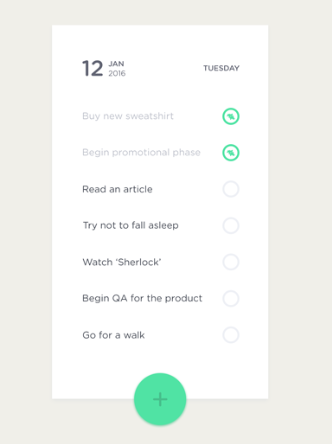 12 JAN
2016
TUESDAY
Buy new sweatshirt
Begin promotional phase
Read an article
Try not to fall asleep
Watch ‘Sherlock’
Begin QA for the product
Go for a walk
+